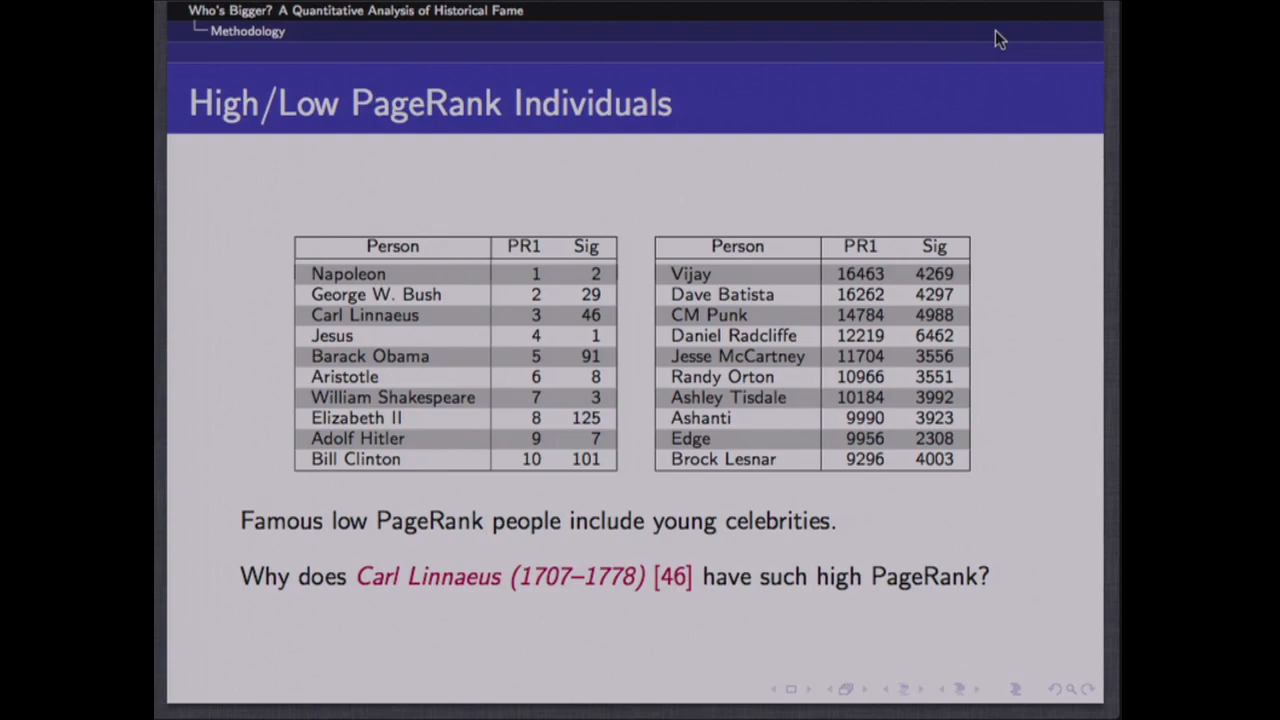 Who's Bigger? A Quantitative Analysis of Historical Fame
Methodology
High/Low PageRank Individuals
Person PR1 Sig
Napoleon 1 2
George W. Bush 2 29
Carl Linnaeus 3 46
Jesus 4 1
Barack Obama 5 91
Aristotle 6 8
William Shakespeare 7 3
Elizabeth II 8 125
Adolf Hitler 9 7
Bill Clinton 10 101
Person PR1 Sig
Vijay 16463 4269
Dave Batista 16262 4297
CM Punk 14784 4988
Daniel Radcliffe 12219 6462
Jesse McCartney 11704 3556
Randy Orton 10966 3551
Ashley Tisdale 10184 3992
Ashanti 9990 3923
Edge 9956 2308
Brock Lesnar 9296 4003
Famous low PageRank people include young celebrities.
Why does Carl Linnaeus (1707–1778) [46] have such high PageRank?